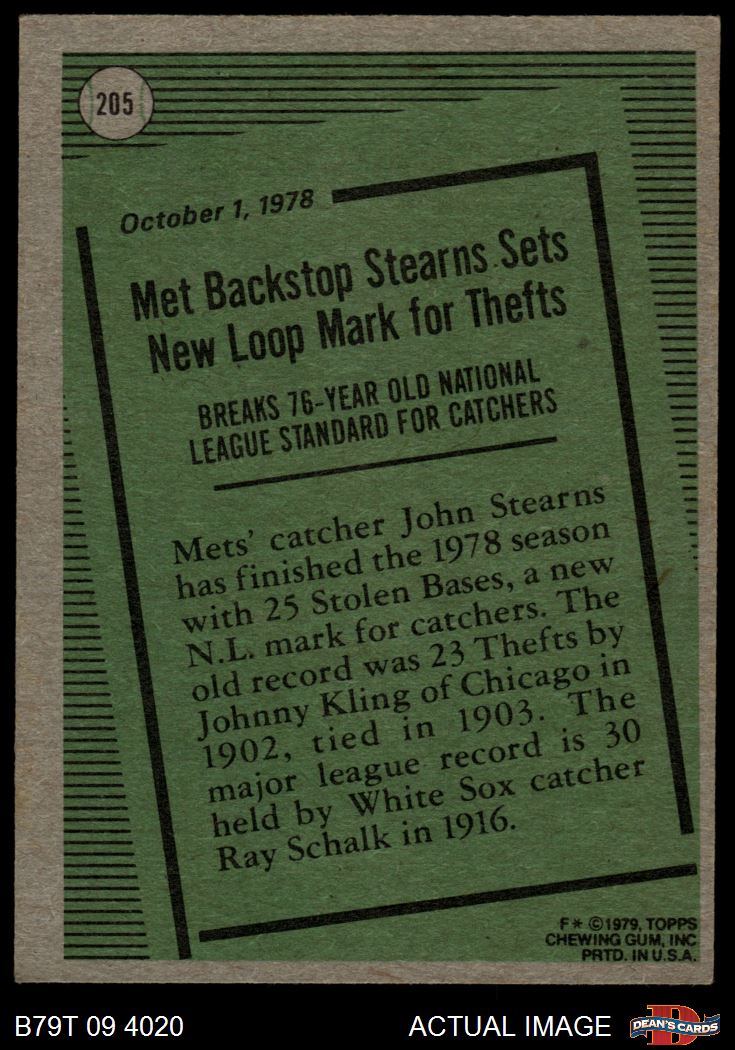 205
October 1, 1978
Met Backstop Stearns Sets
New Loop Mark for Thefts
BREAKS 76-YEAR OLD NATIONAL
LEAGUE STANDARD FOR CATCHERS
Mets' catcher John Stearns
has finished the 1978 season
with 25 Stolen Bases, a new
N.L. mark for catchers. The
old record was 23 Thefts by
Johnny Kling of Chicago in
1902, tied in 1903. The
major league record is 30
held by White Sox catcher
Ray Schalk in 1916.
F* ©1979, TOPPS
CHEWING GUM, INC
PRTD. IN U.S.A.
B79T 09 4020
ACTUAL IMAGE
D
DEAN'S CARDS